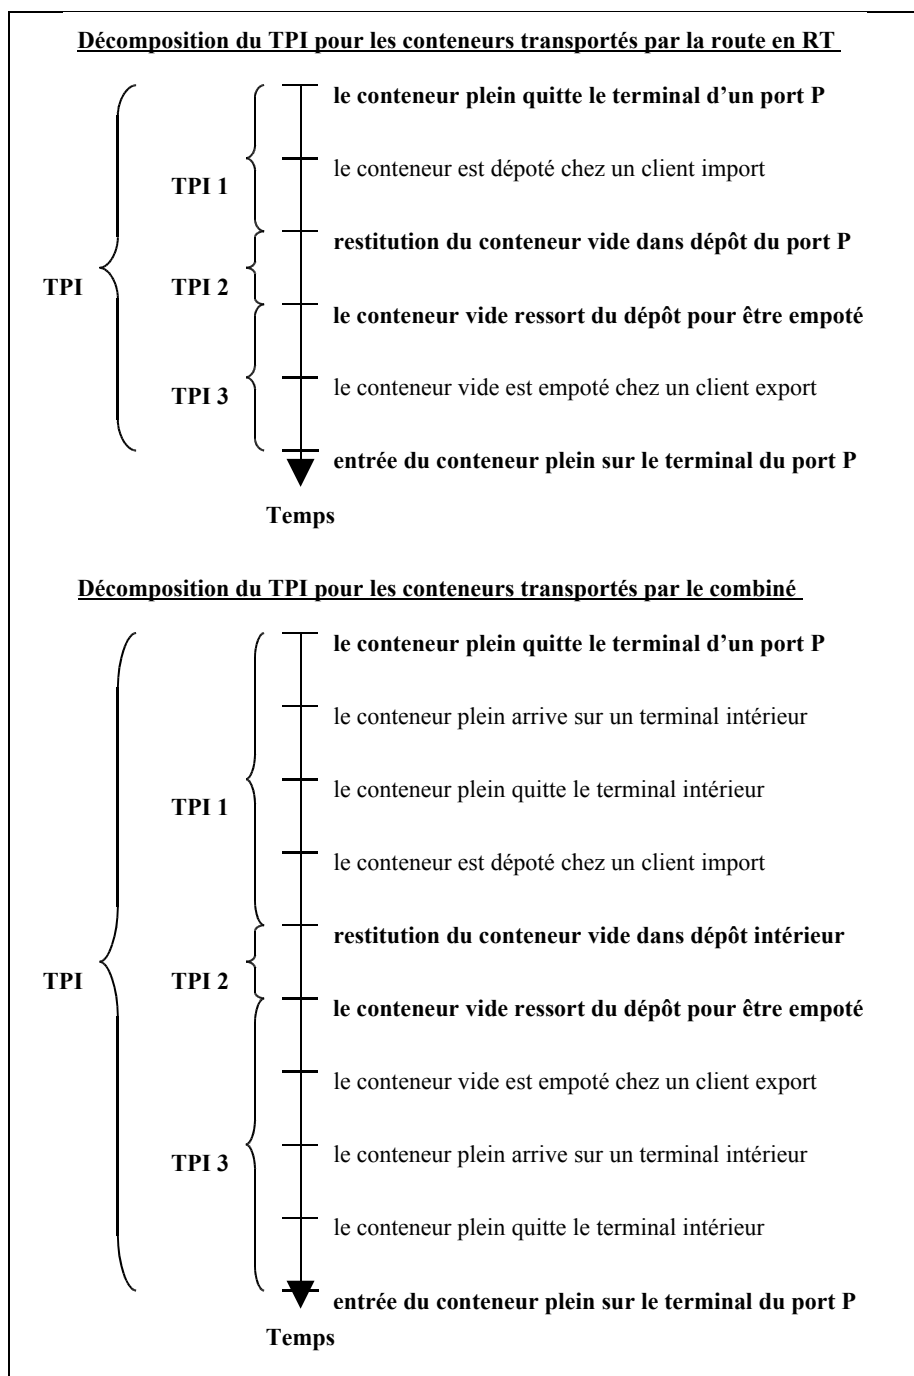 Décomposition du TPI pour les conteneurs transportés par la route en RT
le conteneur plein quitte le terminal d'un port P
le conteneur est dépoté chez un client import
TPI 1
restitution du conteneur vide dans dépôt du port P
TPI
TPI 2
le conteneur vide ressort du dépôt pour être empoté
le conteneur vide est empoté chez un client export
TPI 3
entrée du conteneur plein sur le terminal du port P
Temps
Décomposition du TPI pour les conteneurs transportés par le combiné
le conteneur plein quitte le terminal d'un port P
le conteneur plein arrive sur un terminal intérieur
le conteneur plein quitte le terminal intérieur
TPI 1
le conteneur est dépoté chez un client import
restitution du conteneur vide dans dépôt intérieur
TPI
TPI 2
le conteneur vide ressort du dépôt pour être empoté
le conteneur vide est empoté chez un client export
le conteneur plein arrive sur un terminal intérieur
TPI 3
le conteneur plein quitte le terminal intérieur
entrée du conteneur plein sur le terminal du port P
Temps